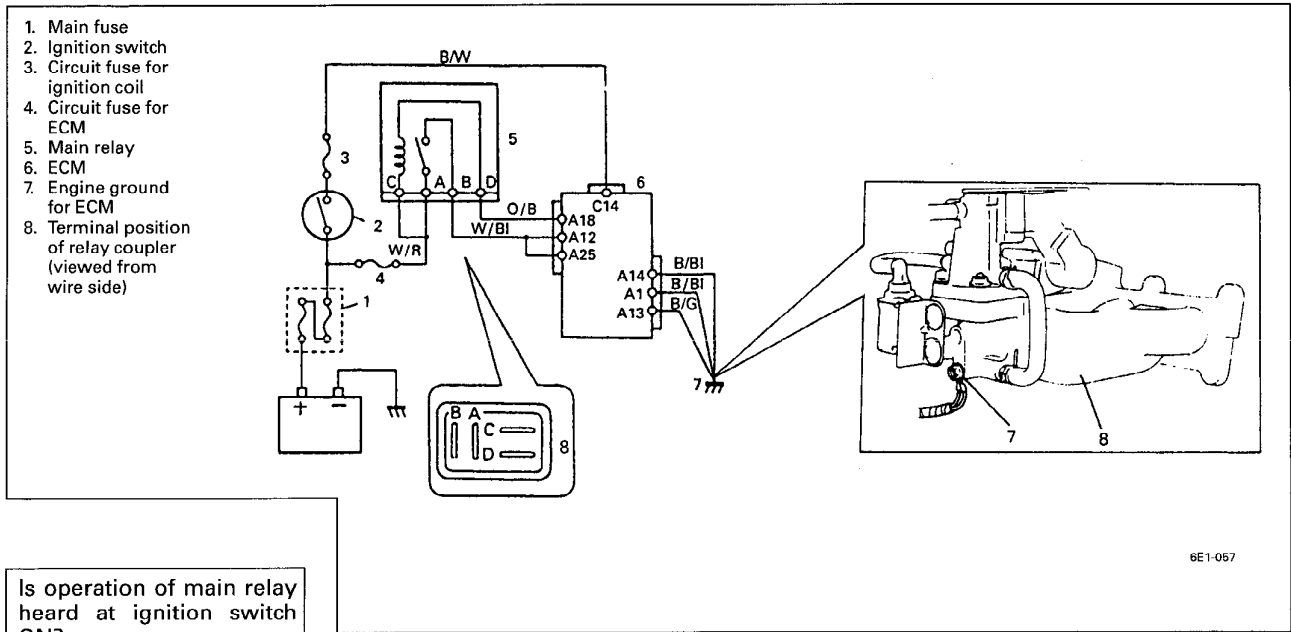 1. Main fuse
2. Ignition switch
3. Circuit fuse for
ignition coil
4. Circuit fuse for
ECM
5. Main relay
6. ECM
7. Engine ground
for ECM
8. Terminal position
of relay coupler
(viewed from
wire side)
B/W
5
3
C A B D
6
C14
O/B
A18
2
W/Bl
A12
W/R
A25
4
B/Bl
A14
B/Bl
A1
1
B/G
A13
7
+ −
B A
C
D
8
7
8
6E1-057
Is operation of main relay
heard at ignition switch